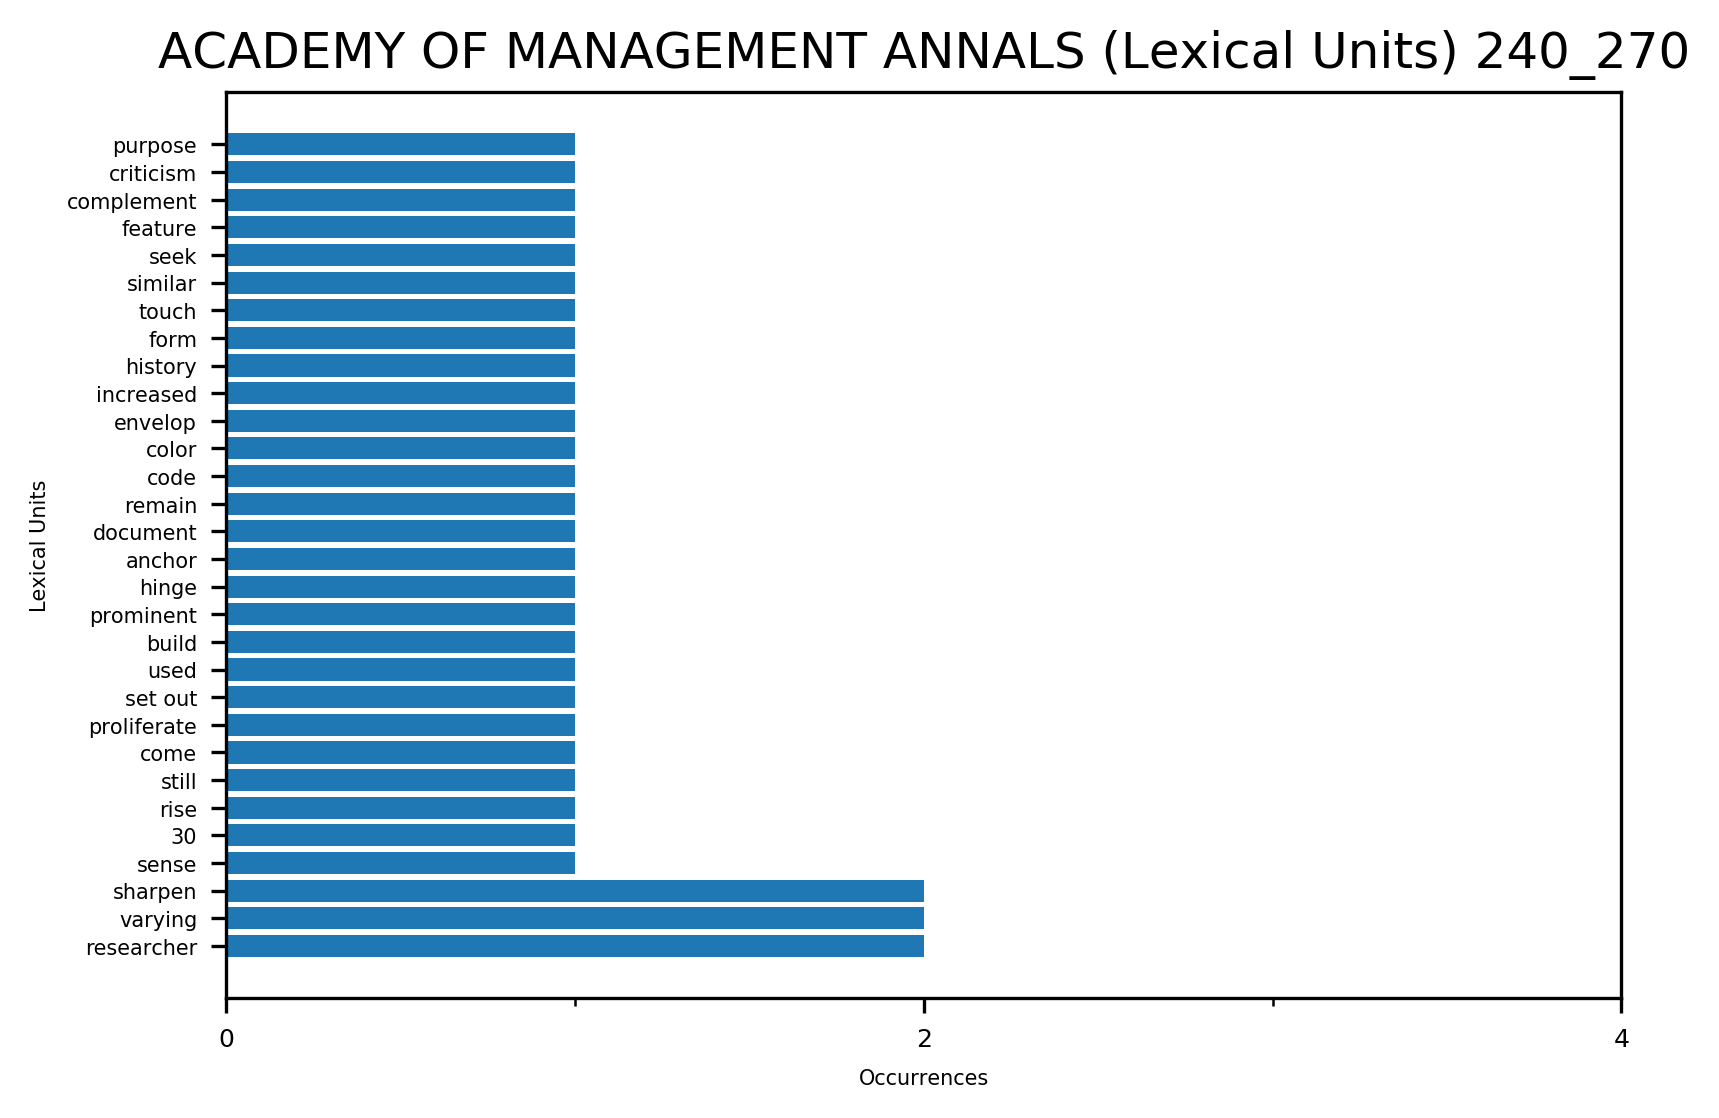 ACADEMY OF MANAGEMENT ANNALS (Lexical Units) 240_270
purpose
criticism
complement
feature
seek
similar
touch
form
history
increased
envelop
color
code
remain
document
anchor
hinge
prominent
build
used
set out
proliferate
come
still
rise
30
sense
sharpen
varying
researcher
Lexical Units
0 2 4
Occurrences